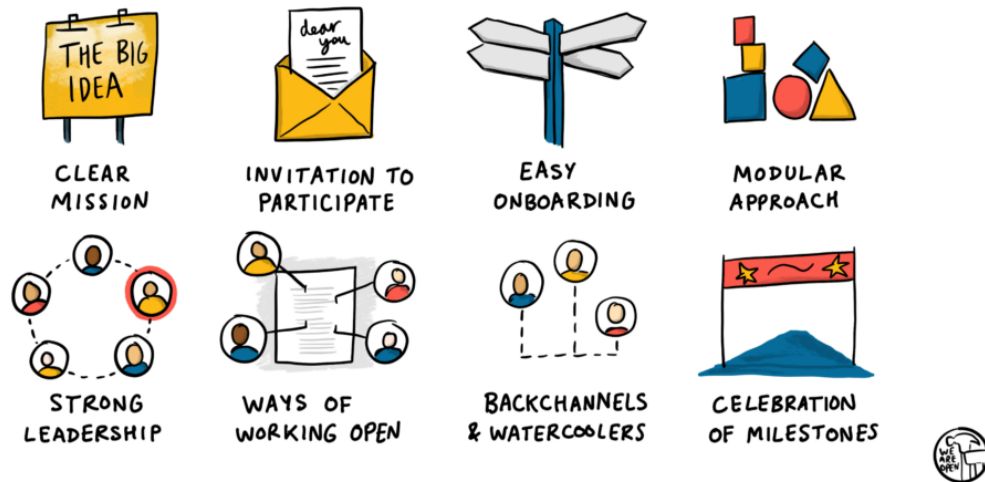 THE BIG
IDEA
dear
you
CLEAR
MISSION
INVITATION TO
PARTICIPATE
EASY
ONBOARDING
MODULAR
APPROACH
STRONG
LEADERSHIP
WAYS OF
WORKING OPEN
BACKCHANNELS
& WATERCOOLERS
CELEBRATION
OF MILESTONES
WE
ARE
OPEN